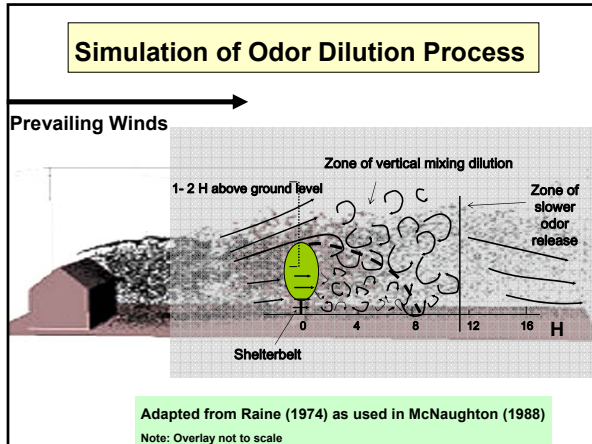 Simulation of Odor Dilution Process
Prevailing Winds
Zone of vertical mixing dilution
1- 2 H above ground level
Zone of
slower
odor
release
0 4 8 12 16 H
Shelterbelt
Adapted from Raine (1974) as used in McNaughton (1988)
Note: Overlay not to scale